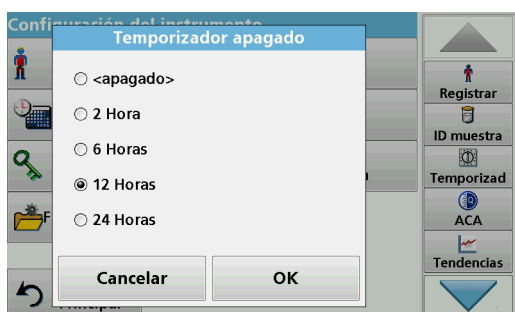 Configuración del instrumento
Temporizador apagado
<apagado>
2 Hora
6 Horas
12 Horas
24 Horas
Cancelar
OK
Principal
Registrar
ID muestra
Temporizad
ACA
Tendencias